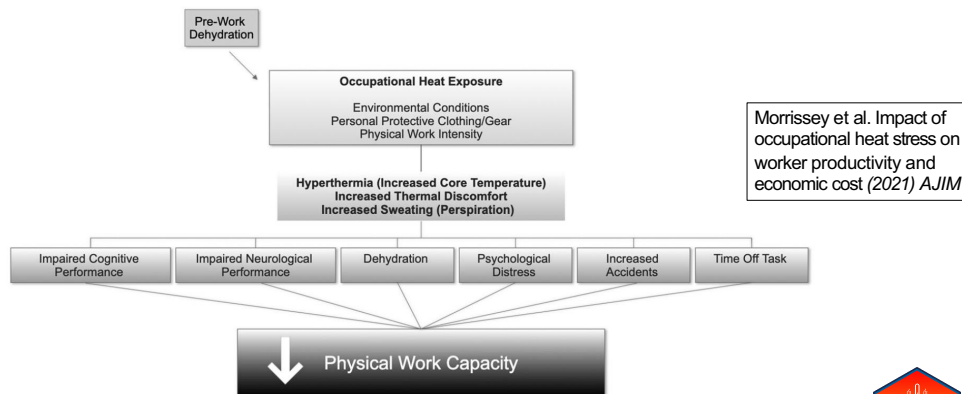 Pre-Work
Dehydration
Occupational Heat Exposure
Environmental Conditions
Personal Protective Clothing/Gear
Physical Work Intensity
Morrissey et al. Impact of
occupational heat stress on
worker productivity and
economic cost (2021) AJIM
Hyperthermia (Increased Core Temperature)
Increased Thermal Discomfort
Increased Sweating (Perspiration)
Impaired Cognitive
Performance
Impaired Neurological
Performance
Dehydration
Psychological
Distress
Increased
Accidents
Time Off Task
Physical Work Capacity